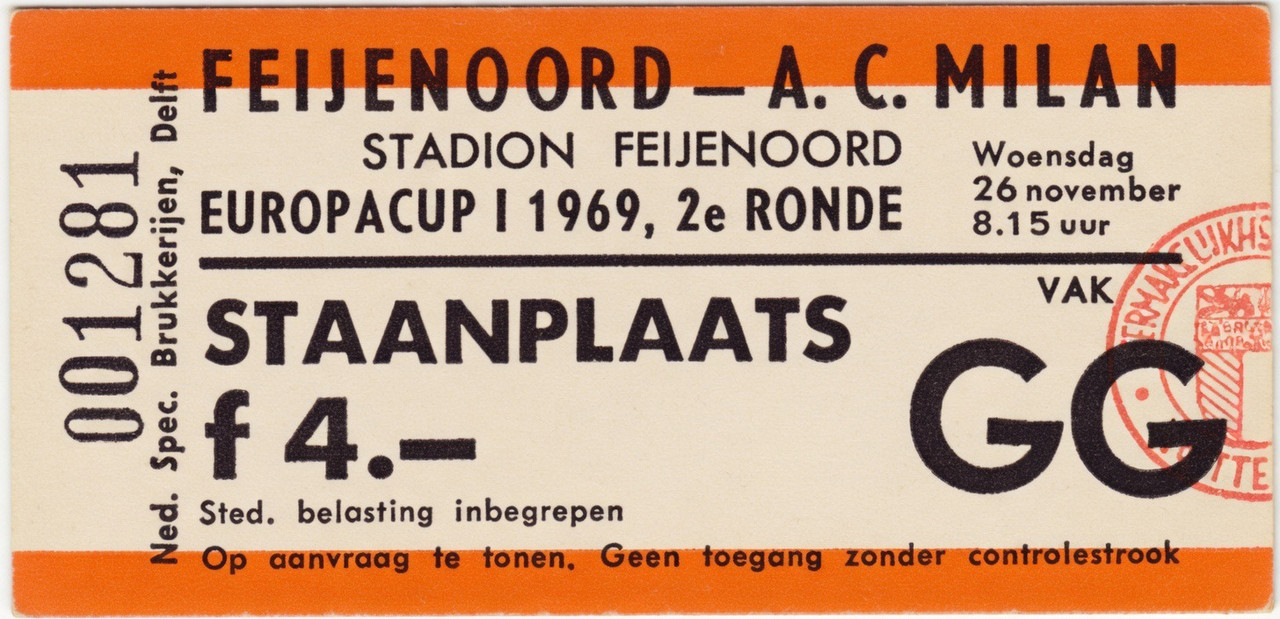 FEIJENOORD — A. C. MILAN
STADION FEIJENOORD
EUROPACUP I 1969, 2e RONDE
Woensdag
26 november
8.15 uur
VAK
GG
STAANPLAATS
f 4.—
Sted. belasting inbegrepen
Op aanvraag te tonen. Geen toegang zonder controlestrook
001281
Ned. Spec. Brukkerijen, Delft